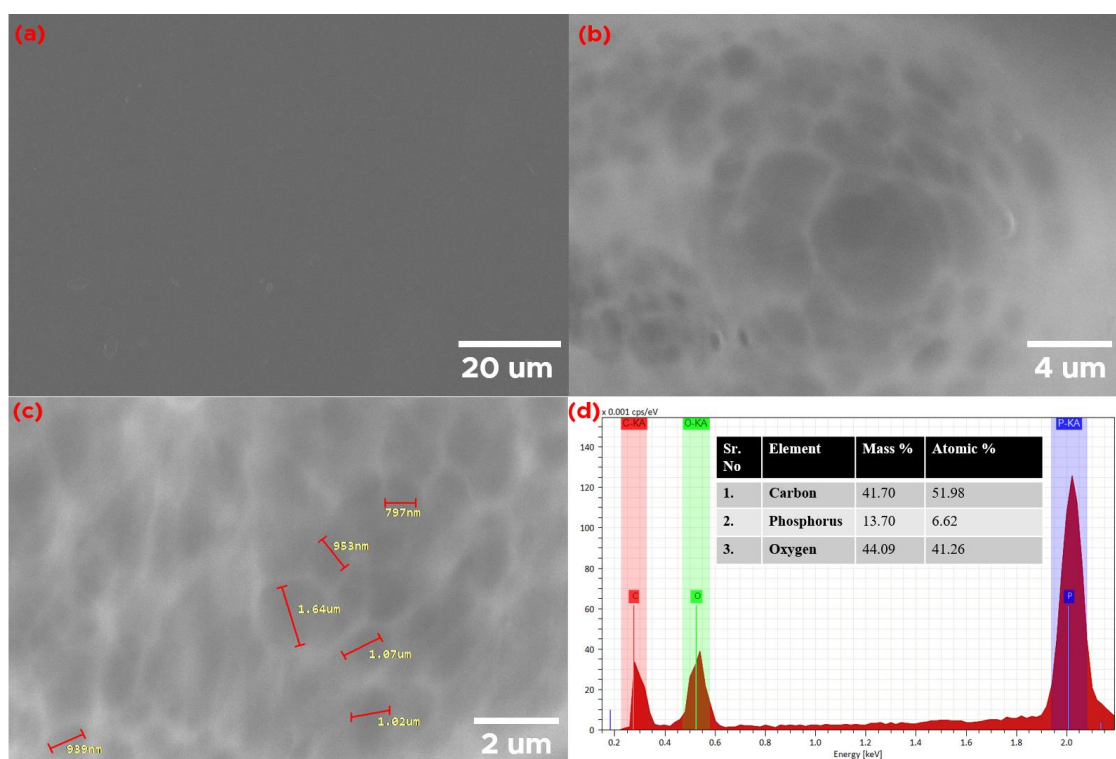 (a)
20 um
(b)
4 um
(c)
797nm
953nm
1.64um
1.07um
1.02um
939nm
2 um
(d)
x 0.001 cps/eV
C-KA
O-KA
P-KA
Sr. No Element Mass % Atomic %
1. Carbon 41.70 51.98
2. Phosphorus 13.70 6.62
3. Oxygen 44.09 41.26
140
120
100
80
60
40
20
0
C
O
P
0.2 0.4 0.6 0.8 1.0 1.2 1.4 1.6 1.8 2.0
Energy [keV]